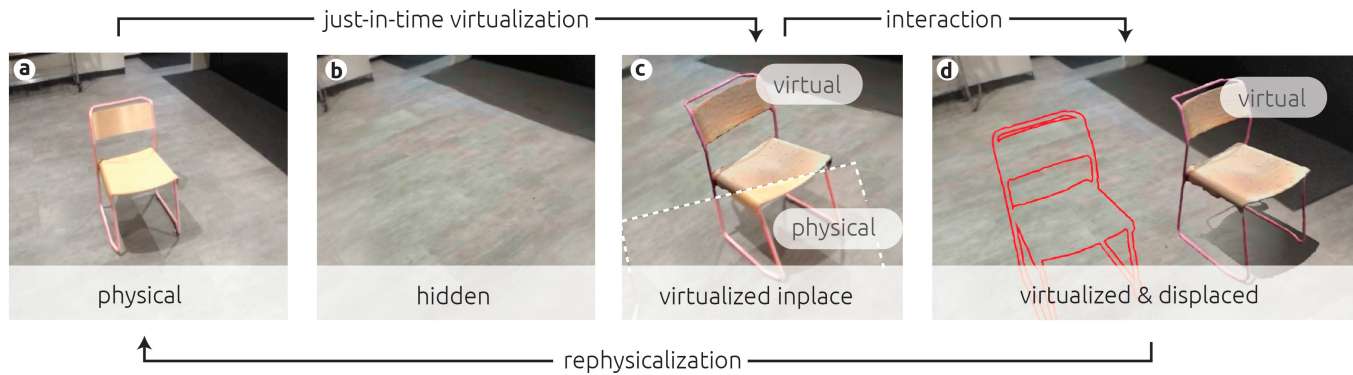 just-in-time virtualization
interaction
a
b
c
d
virtual
virtual
physical
physical
hidden
virtualized inplace
virtualized & displaced
rephysicalization